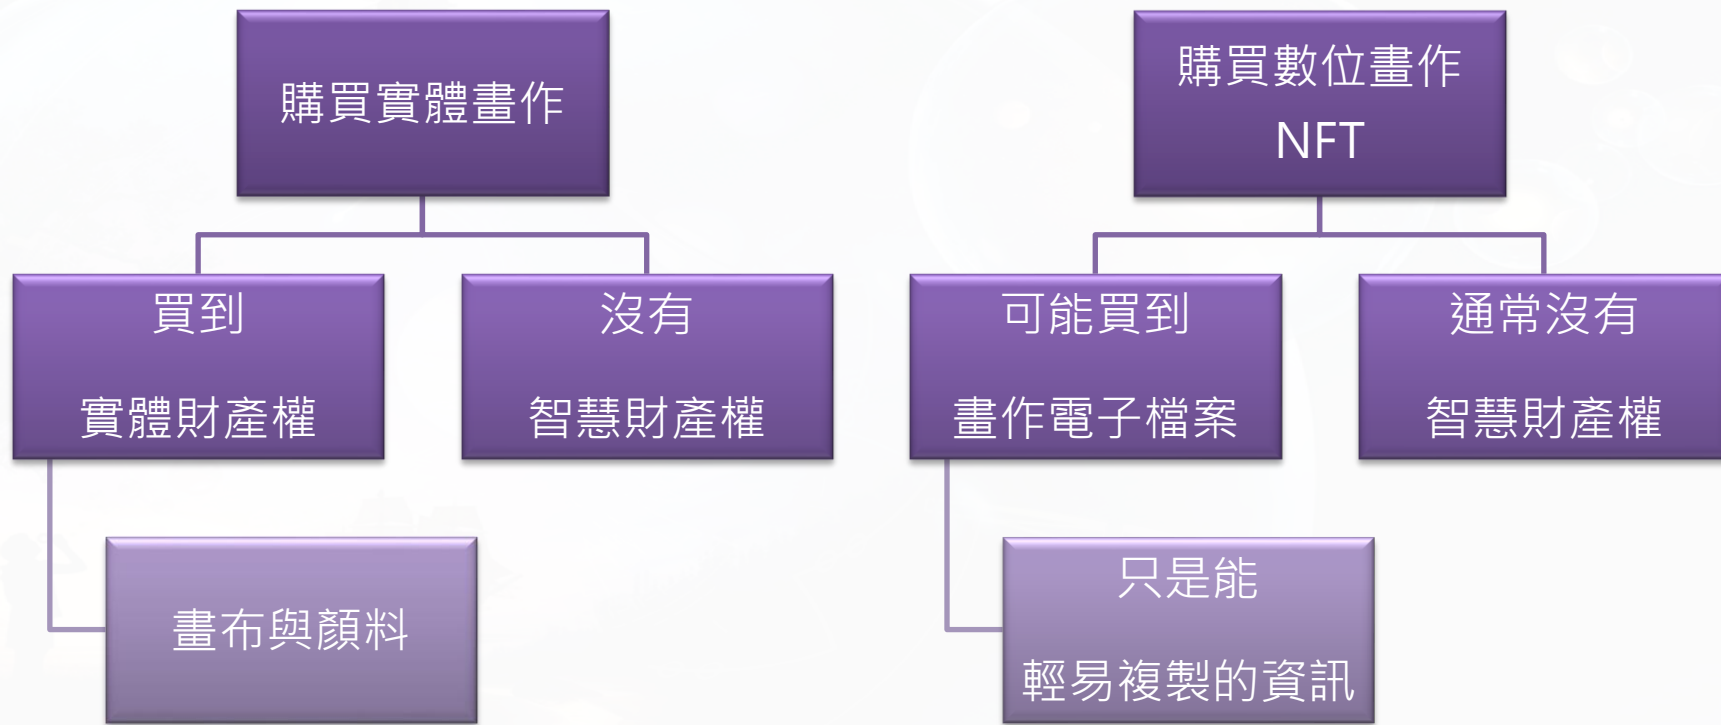 購買實體畫作
買到
實體財產權
沒有
智慧財產權
畫布與顏料
購買數位畫作
NFT
可能買到
畫作電子檔案
通常沒有
智慧財產權
只是能
輕易複製的資訊